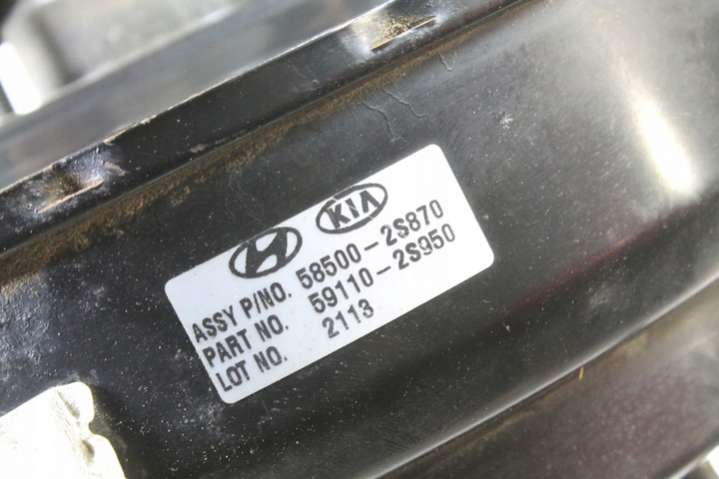 KIA
ASSY P/NO. 58500-2S870
PART NO. 59110-2S950
LOT NO. 2113